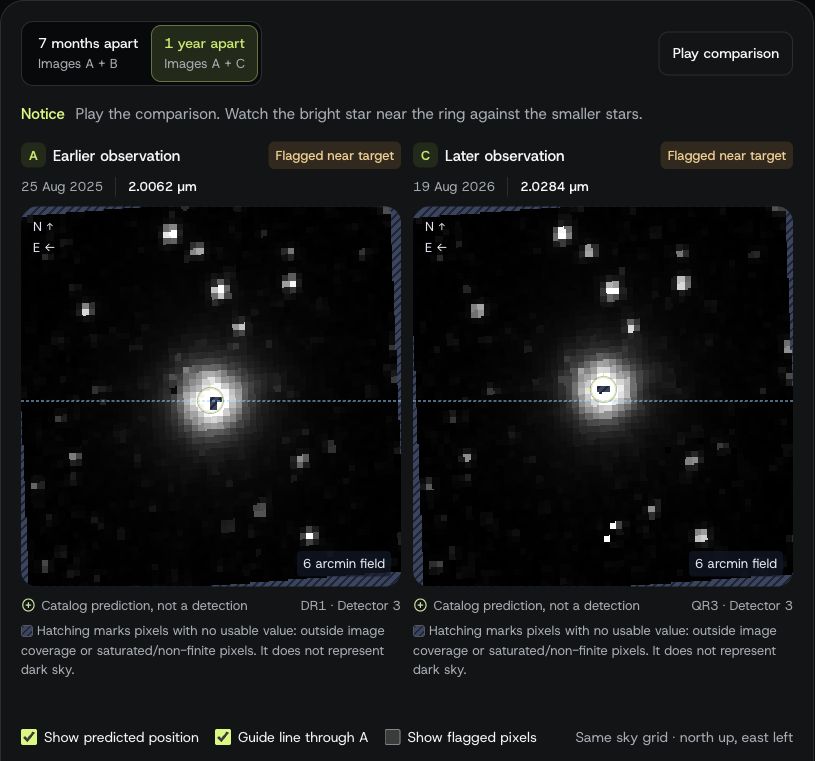 7 months apart
Images A + B
1 year apart
Images A + C
Play comparison
Notice Play the comparison. Watch the bright star near the ring against the smaller stars.
A Earlier observation
Flagged near target
25 Aug 2025 2.0062 µm
N ↑
E ←
6 arcmin field
Catalog prediction, not a detection
DR1 · Detector 3
Hatching marks pixels with no usable value: outside image
coverage or saturated/non-finite pixels. It does not represent
dark sky.
C Later observation
Flagged near target
19 Aug 2026 2.0284 µm
N ↑
E ←
6 arcmin field
Catalog prediction, not a detection
QR3 · Detector 3
Hatching marks pixels with no usable value: outside image
coverage or saturated/non-finite pixels. It does not represent
dark sky.
Show predicted position
Guide line through A
Show flagged pixels
Same sky grid · north up, east left